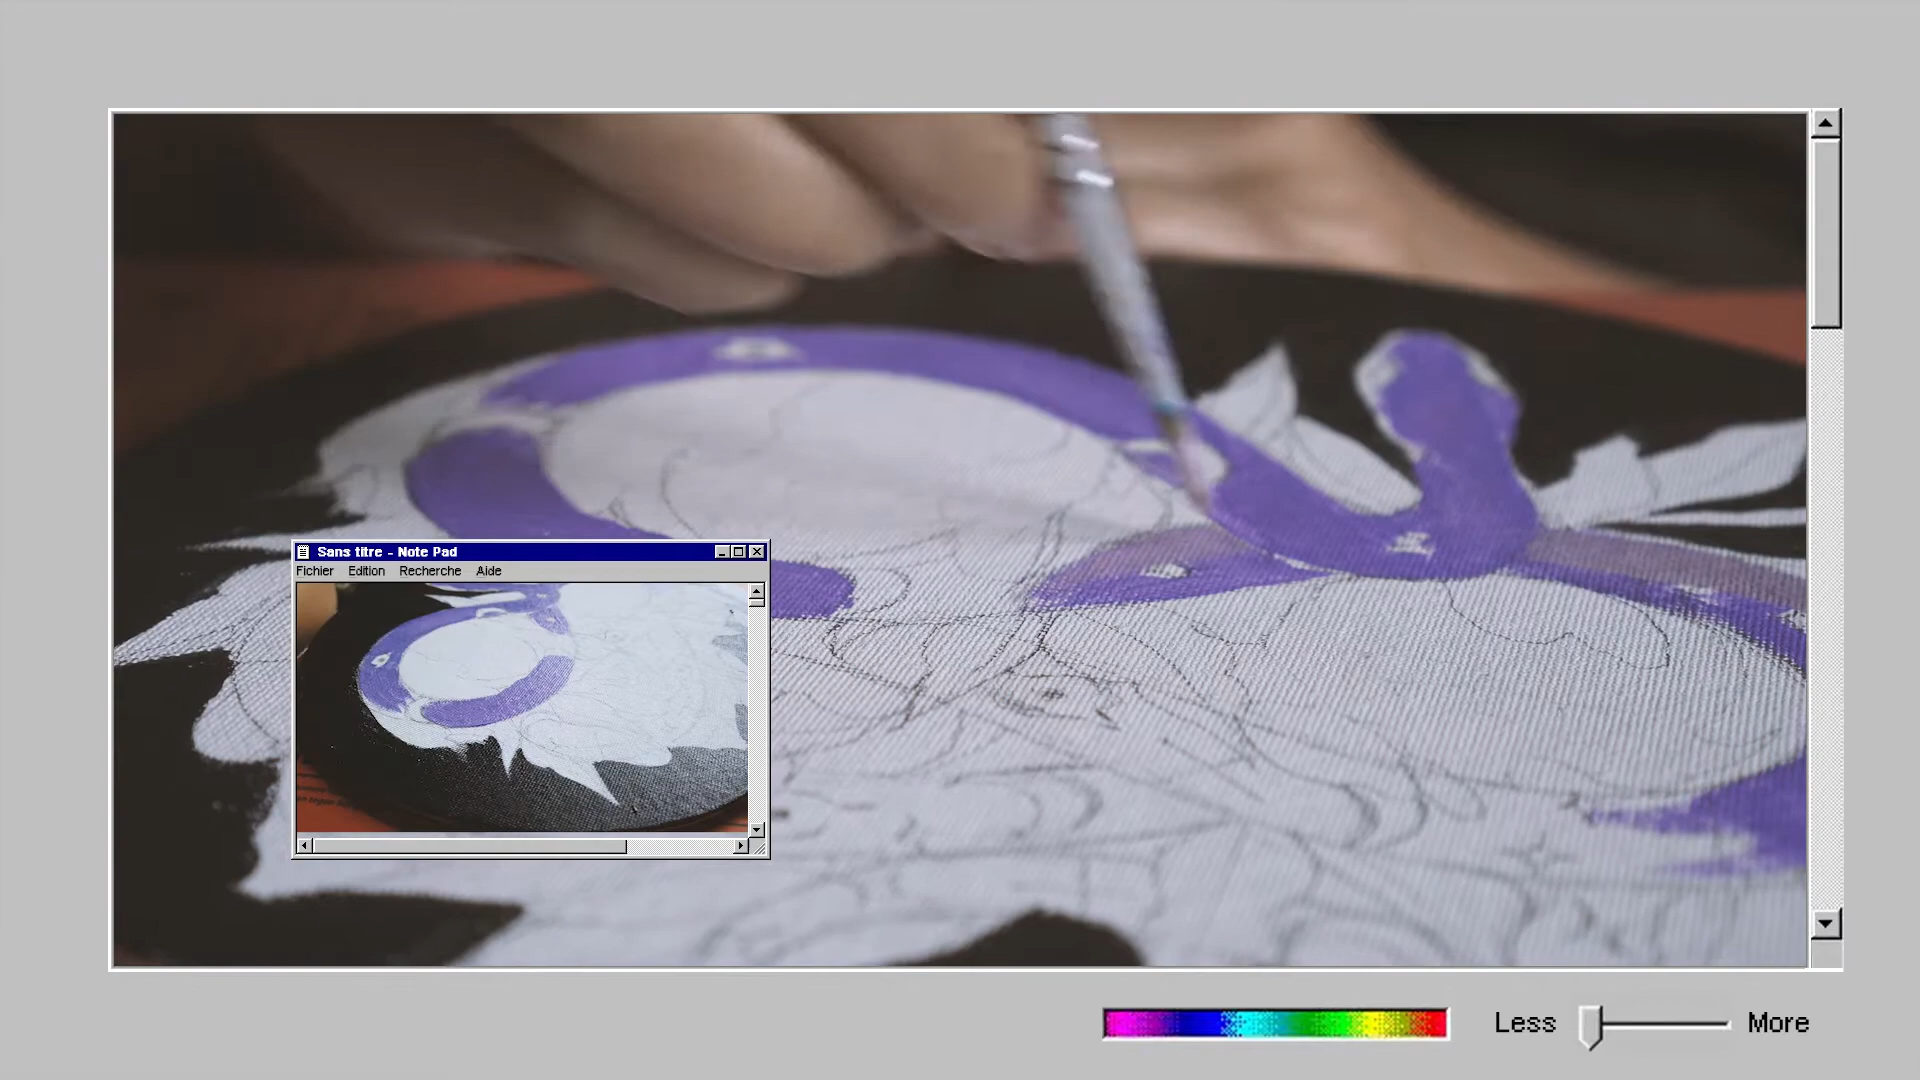 Sans titre - Note Pad
Fichier Edition Recherche Aide
Less More